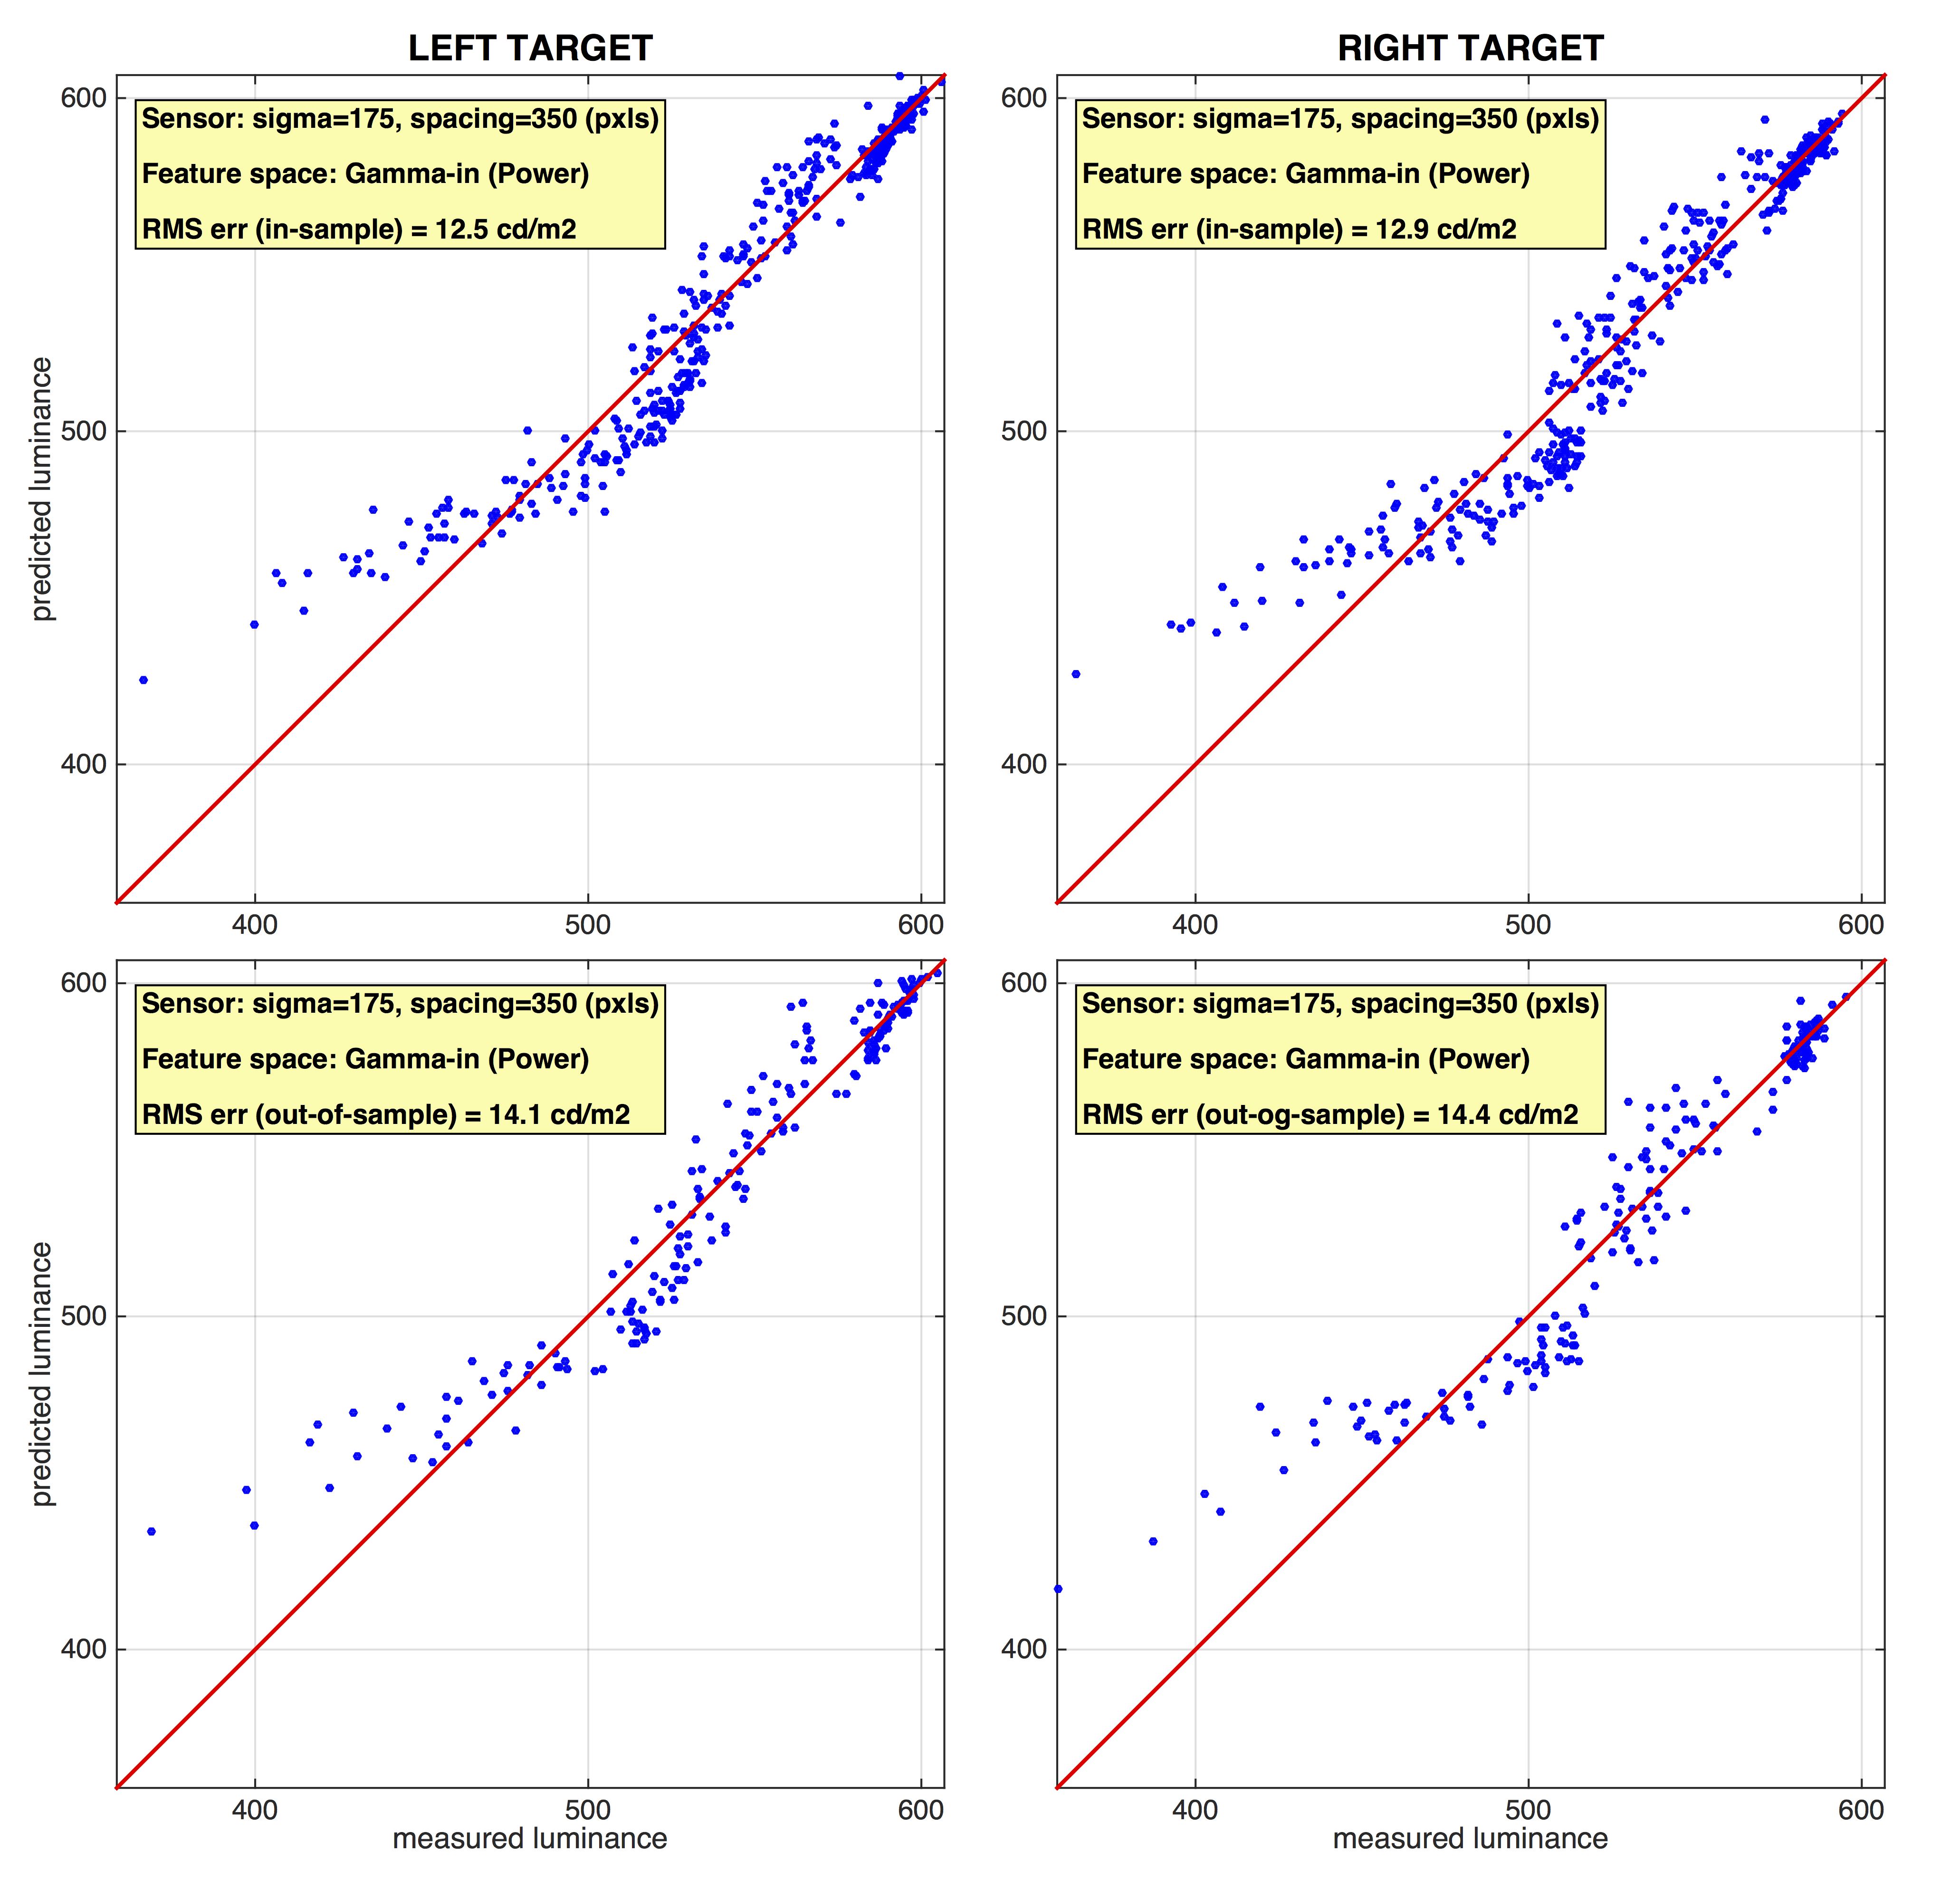 LEFT TARGET
RIGHT TARGET
600
500
400
predicted luminance
Sensor: sigma=175, spacing=350 (pxls)
Feature space: Gamma-in (Power)
RMS err (in-sample) = 12.5 cd/m2
400
500
600
600
500
400
Sensor: sigma=175, spacing=350 (pxls)
Feature space: Gamma-in (Power)
RMS err (in-sample) = 12.9 cd/m2
400
500
600
600
500
400
predicted luminance
Sensor: sigma=175, spacing=350 (pxls)
Feature space: Gamma-in (Power)
RMS err (out-of-sample) = 14.1 cd/m2
400
500
600
measured luminance
600
500
400
Sensor: sigma=175, spacing=350 (pxls)
Feature space: Gamma-in (Power)
RMS err (out-og-sample) = 14.4 cd/m2
400
500
600
measured luminance